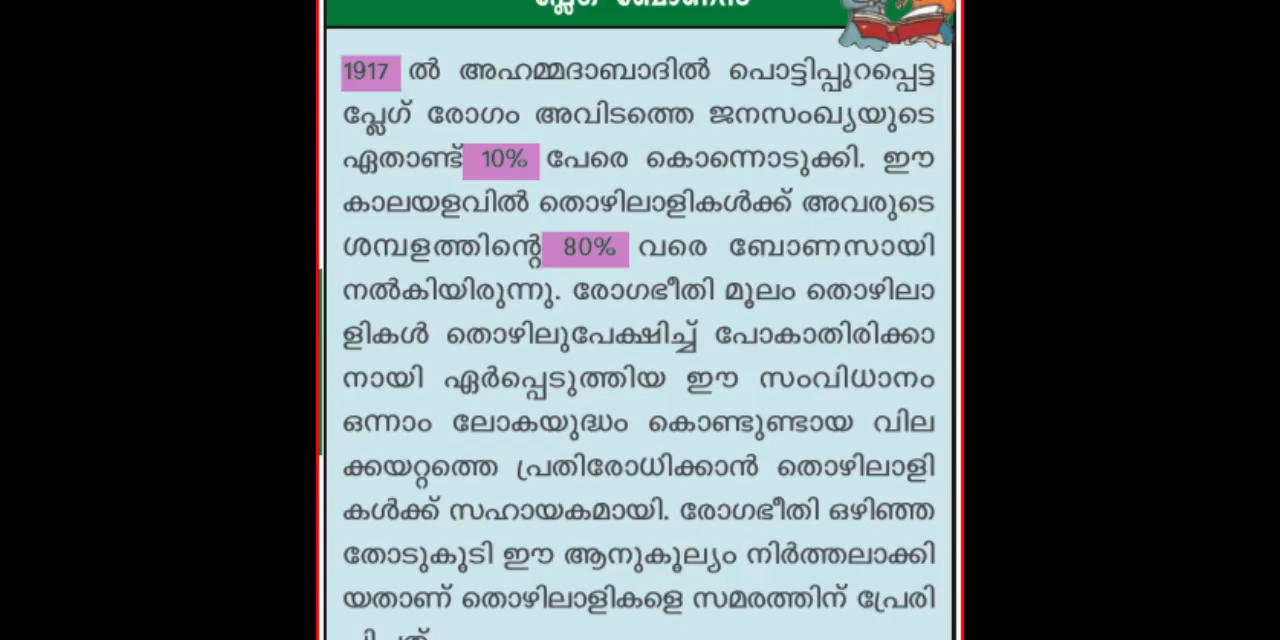 പ്ലേഗ് ബോണസ്
1917 ൽ അഹമ്മദാബാദിൽ പൊട്ടിപ്പുറപ്പെട്ട
പ്ലേഗ് രോഗം അവിടത്തെ ജനസംഖ്യയുടെ
ഏതാണ്ട് 10% പേരെ കൊന്നൊടുക്കി. ഈ
കാലയളവിൽ തൊഴിലാളികൾക്ക് അവരുടെ
ശമ്പളത്തിന്റെ 80% വരെ ബോണസായി
നൽകിയിരുന്നു. രോഗഭീതി മൂലം തൊഴിലാ
ളികൾ തൊഴിലുപേക്ഷിച്ച് പോകാതിരിക്കാ
നായി ഏർപ്പെടുത്തിയ ഈ സംവിധാനം
ഒന്നാം ലോകയുദ്ധം കൊണ്ടുണ്ടായ വില
ക്കയറ്റത്തെ പ്രതിരോധിക്കാൻ തൊഴിലാളി
കൾക്ക് സഹായകമായി. രോഗഭീതി ഒഴിഞ്ഞ
തോടുകൂടി ഈ ആനുകൂല്യം നിർത്തലാക്കി
യതാണ് തൊഴിലാളികളെ സമരത്തിന് പ്രേരി